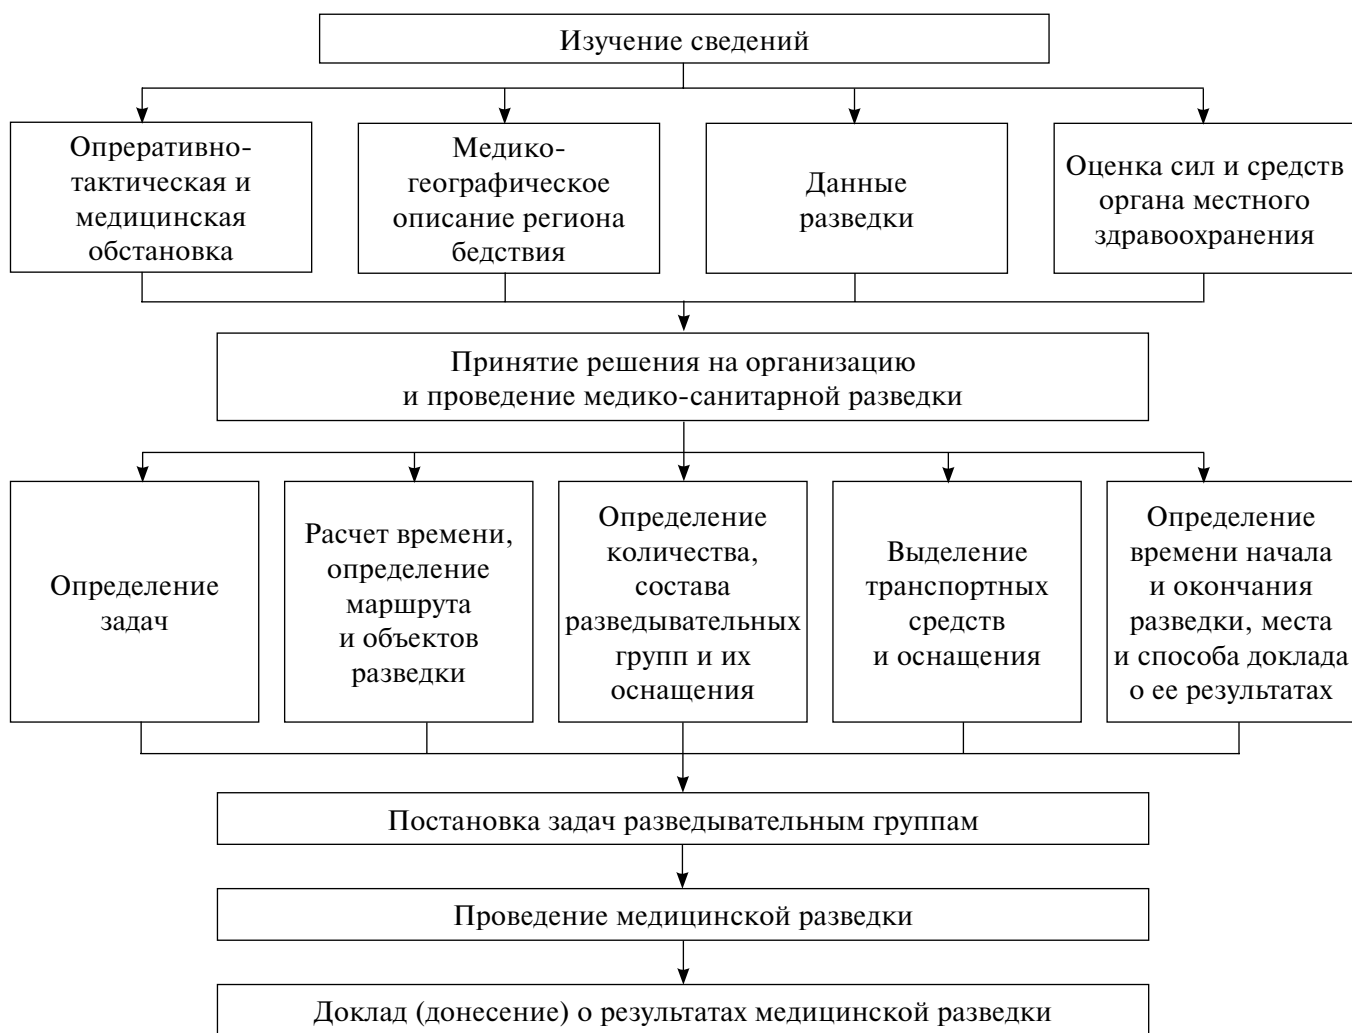 Изучение сведений
Опреративно-
тактическая и
медицинская
обстановка
Медико-
географическое
описание региона
бедствия
Данные
разведки
Оценка сил и средств
органа местного
здравоохранения
Принятие решения на организацию
и проведение медико-санитарной разведки
Определение
задач
Расчет времени,
определение
маршрута
и объектов
разведки
Определение
количества,
состава
разведывательных
групп и их
оснащения
Выделение
транспортных
средств
и оснащения
Определение
времени начала
и окончания
разведки, места
и способа доклада
о ее результатах
Постановка задач разведывательным группам
Проведение медицинской разведки
Доклад (донесение) о результатах медицинской разведки